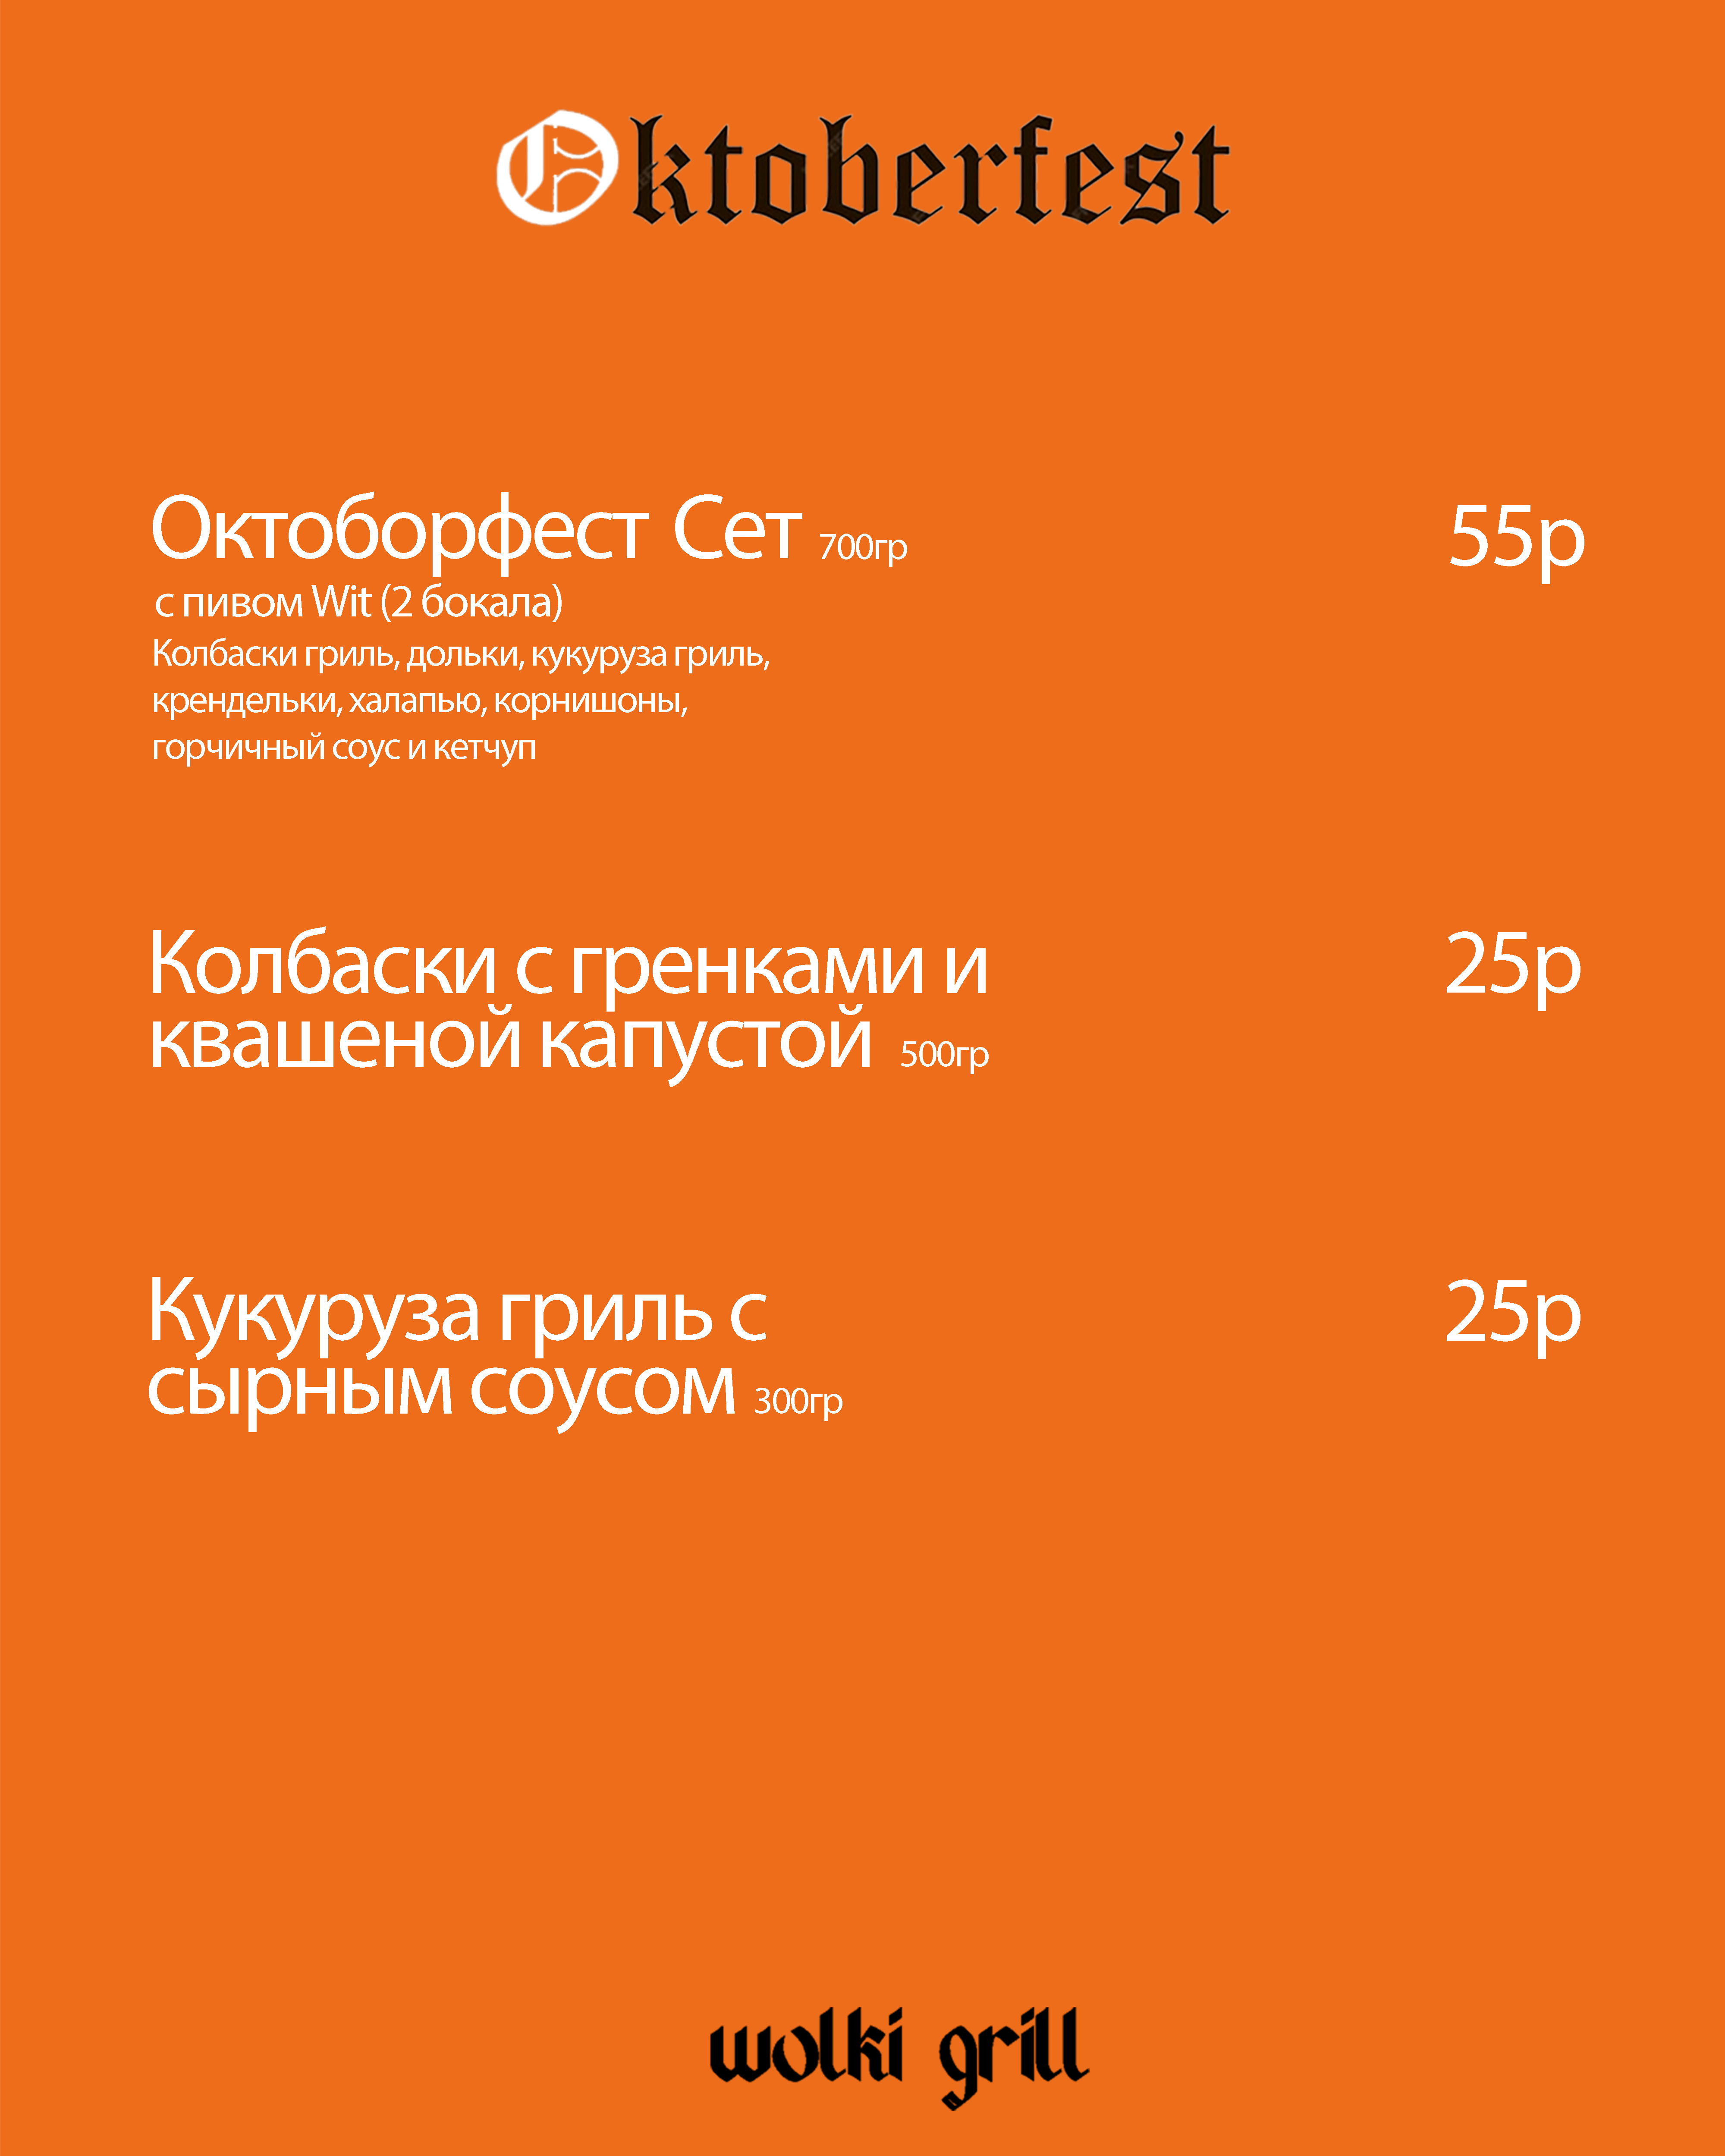 Oktoberfest
Октоборфест Сет 700гр 55р
с пивом Wit (2 бокала)
Колбаски гриль, дольки, кукуруза гриль,
крендельки, халапью, корнишоны,
горчичный соус и кетчуп
Колбаски с гренками и 25р
квашеной капустой 500гр
Кукуруза гриль с 25р
сырным соусом 300гр
wolki grill